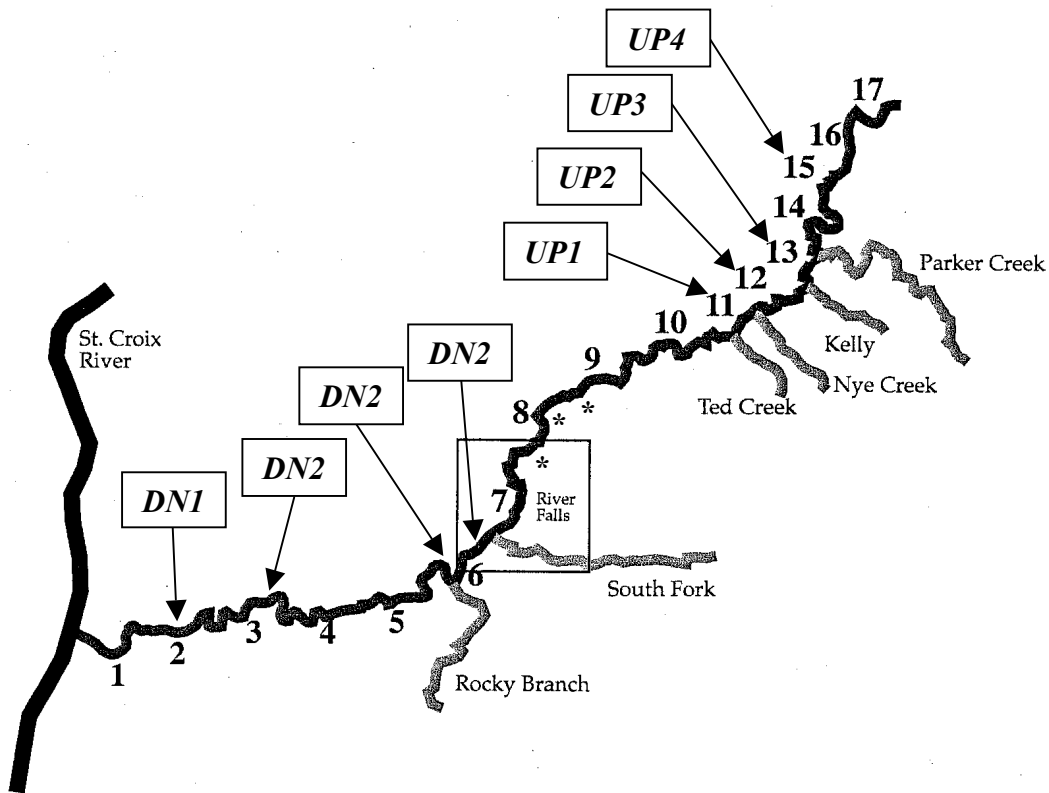 UP4
17
UP3
16
15
UP2
14
13
UP1
Parker Creek
12
11
St. Croix
River
10
Kelly
DN2
9
Nye Creek
DN2
Ted Creek
8
*
*
DN2
*
DN1
7
River
Falls
6
South Fork
5
4
3
2
1
Rocky Branch